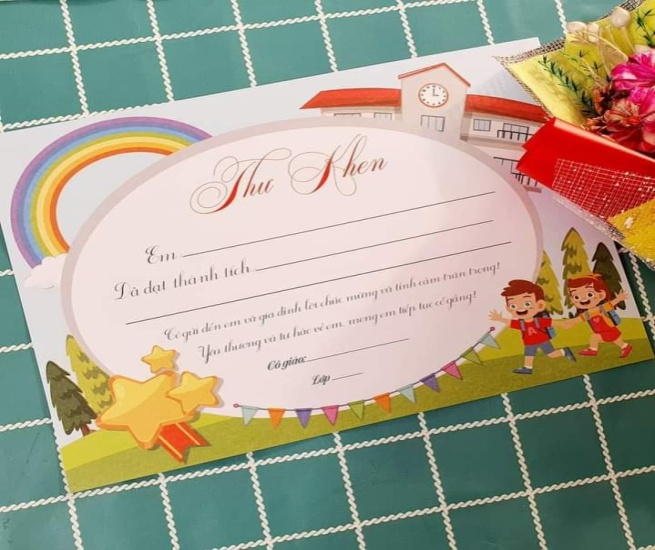 Thư Khen
Em
Đã đạt thành tích
Cô gửi đến em và gia đình lời chúc mừng và tình cảm trân trọng!
Yêu thương và tự hào về em, mong em tiếp tục cố gắng!
Cô giáo:
Lớp